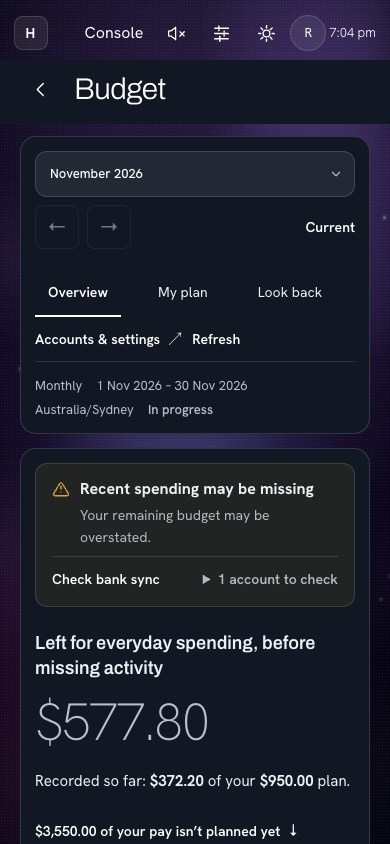 H
Console
R
7:04 pm
Budget
November 2026
← →
Current
Overview
My plan
Look back
Accounts & settings ↗ Refresh
Monthly 1 Nov 2026 – 30 Nov 2026
Australia/Sydney In progress
Recent spending may be missing
Your remaining budget may be
overstated.
Check bank sync
▶ 1 account to check
Left for everyday spending, before
missing activity
$577.80
Recorded so far: $372.20 of your $950.00 plan.
$3,550.00 of your pay isn’t planned yet ↓